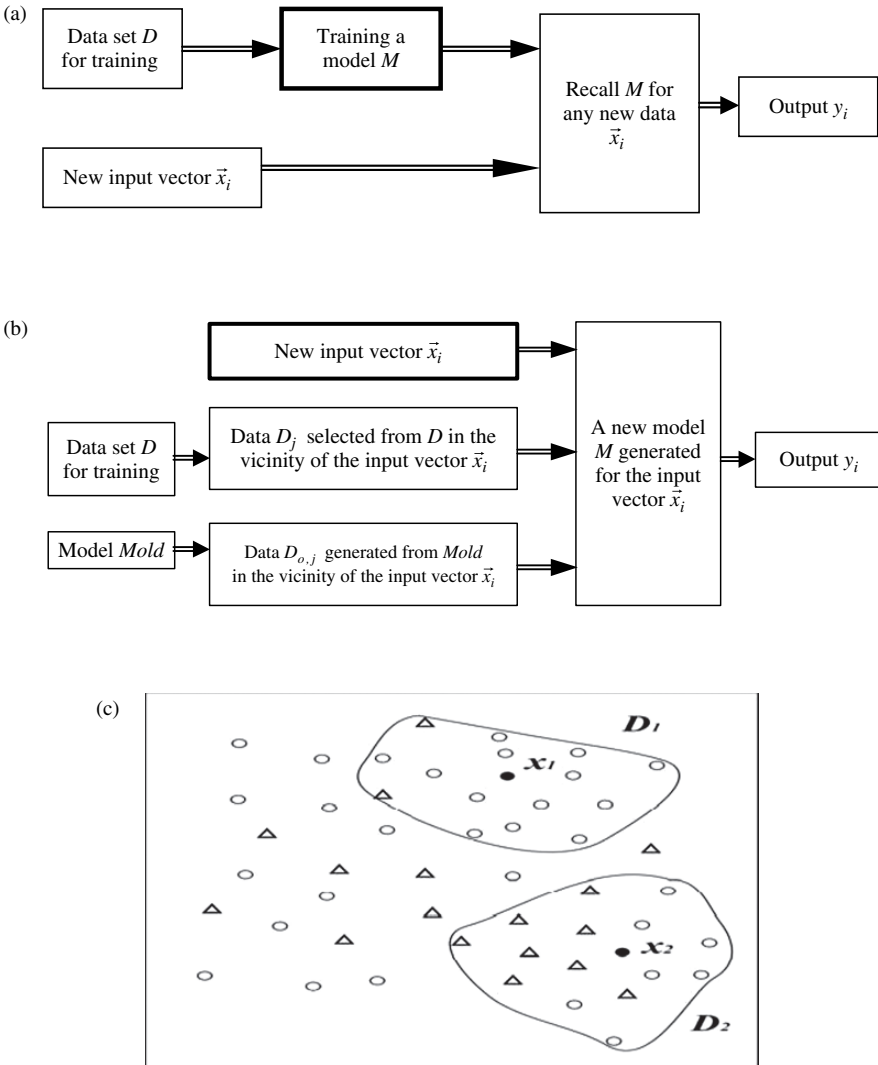 (a)
Data set D
for training
Training a
model M
Recall M for
any new data
x⃗ᵢ
Output yᵢ
New input vector x⃗ᵢ
(b)
New input vector x⃗ᵢ
Data set D
for training
Data Dⱼ selected from D in the
vicinity of the input vector x⃗ᵢ
A new model
M generated
for the input
vector x⃗ᵢ
Output yᵢ
Model Mold
Data Dₒ,ⱼ generated from Mold
in the vicinity of the input vector x⃗ᵢ
(c)
D₁
x₁
x₂
D₂